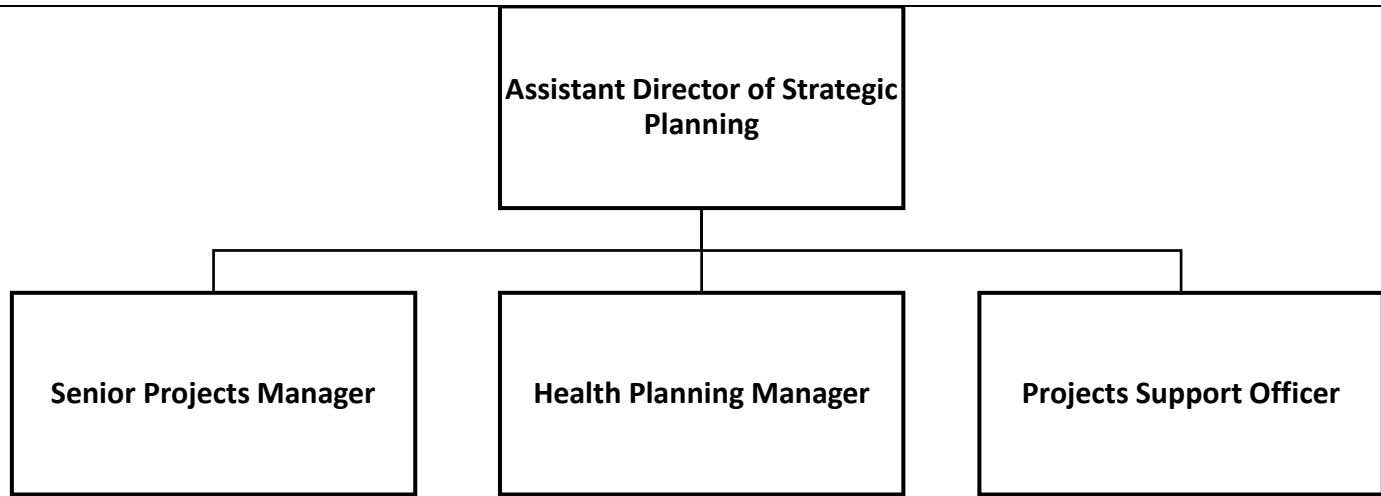 Assistant Director of Strategic
Planning
Senior Projects Manager
Health Planning Manager
Projects Support Officer